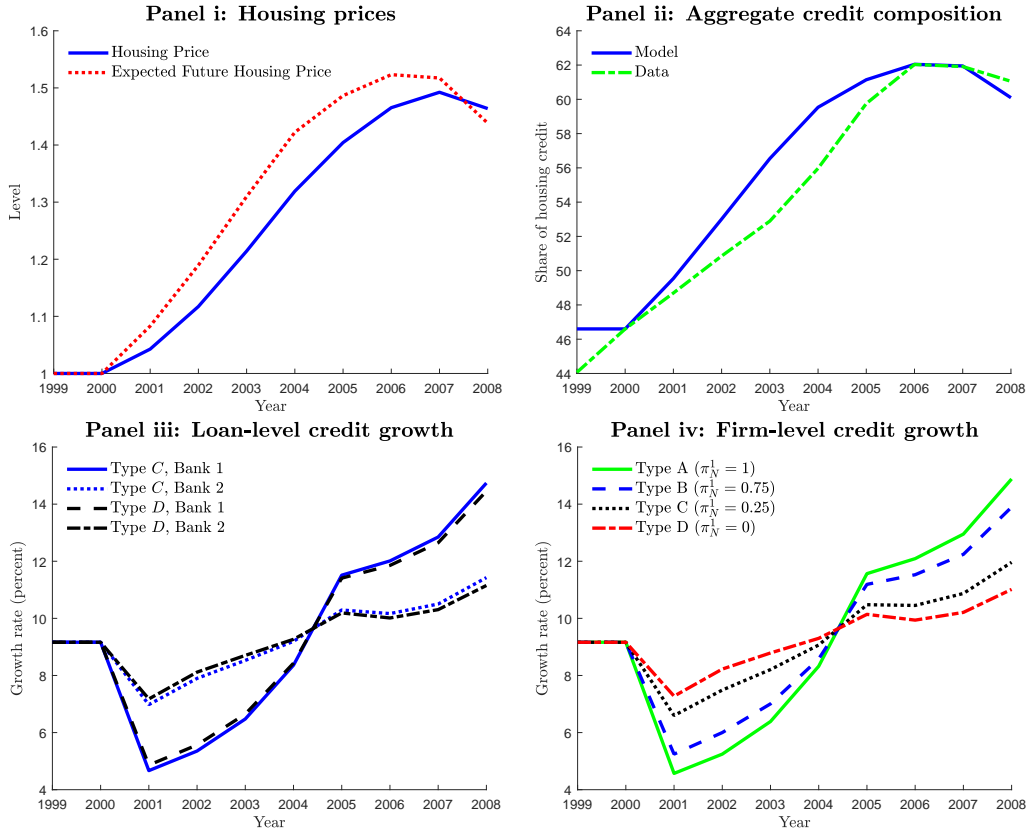 Panel i: Housing prices
1.6
1.5
1.4
1.3
1.2
1.1
1
Level
Housing Price
Expected Future Housing Price
1999 2000 2001 2002 2003 2004 2005 2006 2007 2008
Year
Panel ii: Aggregate credit composition
64
62
60
58
56
54
52
50
48
46
44
Share of housing credit
Model
Data
1999 2000 2001 2002 2003 2004 2005 2006 2007 2008
Year
Panel iii: Loan-level credit growth
16
14
12
10
8
6
4
Growth rate (percent)
Type C, Bank 1
Type C, Bank 2
Type D, Bank 1
Type D, Bank 2
1999 2000 2001 2002 2003 2004 2005 2006 2007 2008
Year
Panel iv: Firm-level credit growth
16
14
12
10
8
6
4
Growth rate (percent)
Type A (π¹_N = 1)
Type B (π¹_N = 0.75)
Type C (π¹_N = 0.25)
Type D (π¹_N = 0)
1999 2000 2001 2002 2003 2004 2005 2006 2007 2008
Year